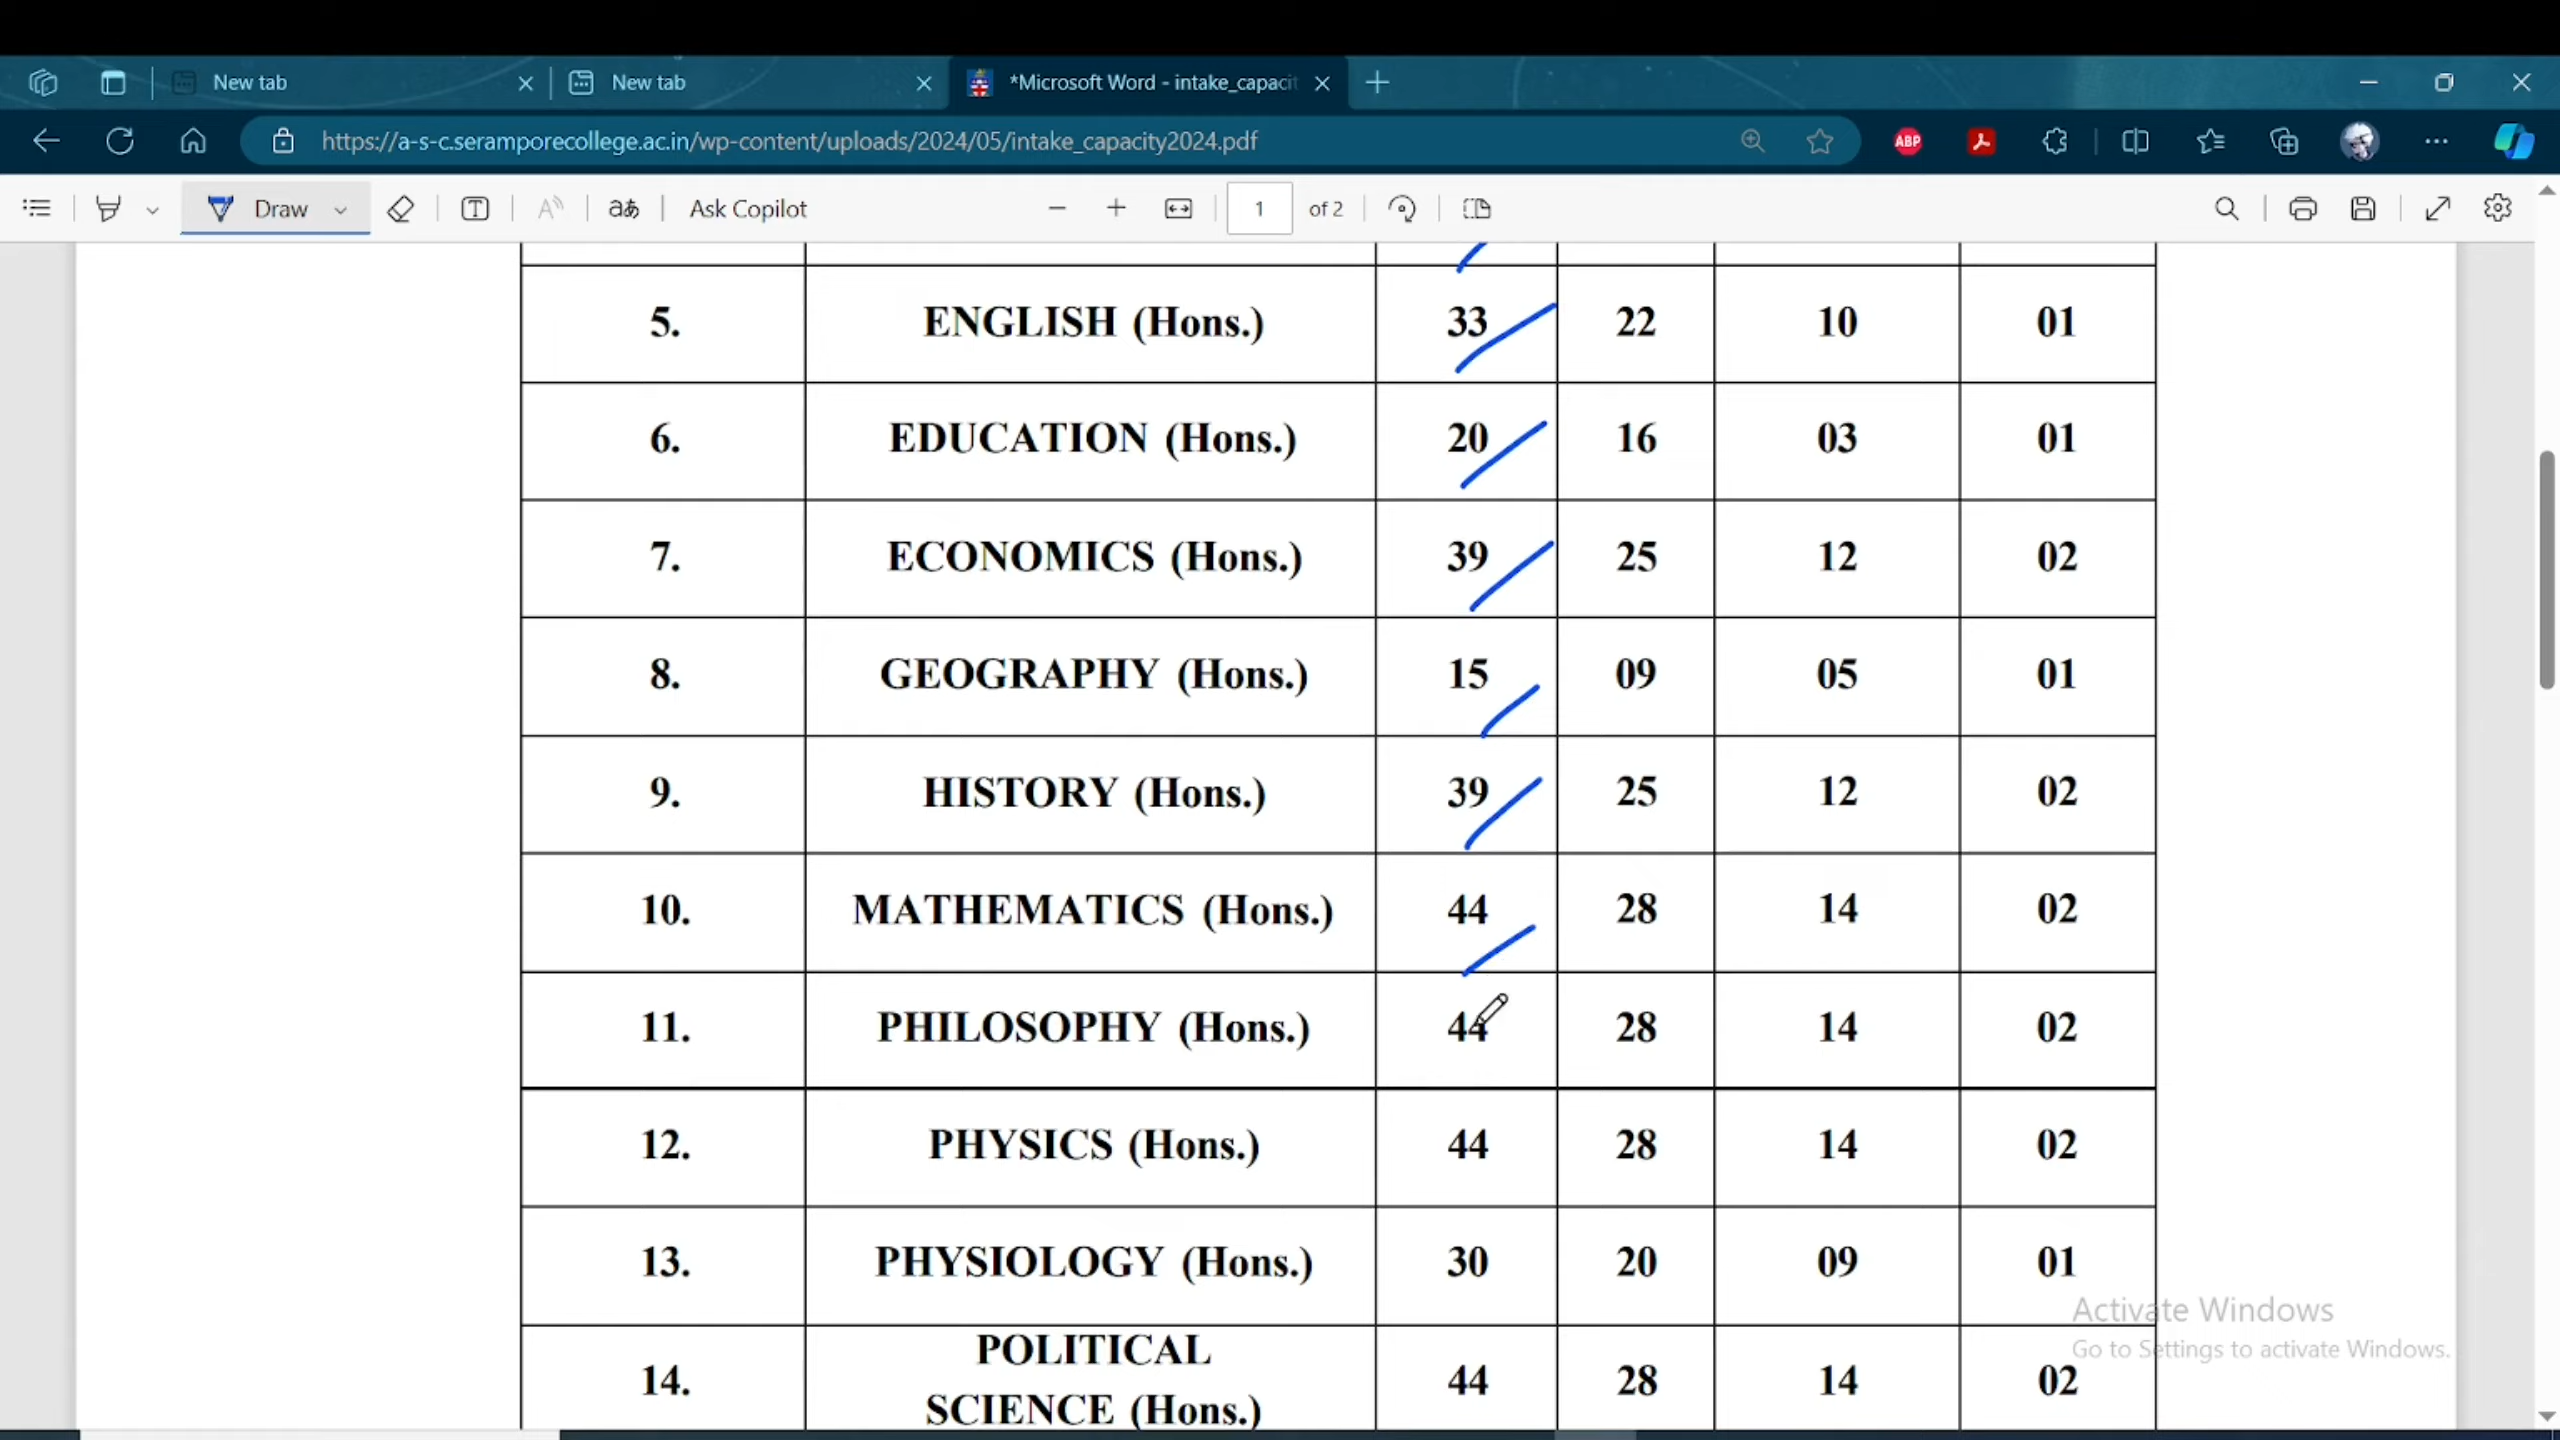 New tab
New tab
*Microsoft Word - intake_capacit
https://a-s-c.seramporecollege.ac.in/wp-content/uploads/2024/05/intake_capacity2024.pdf
ABP
Draw
Ask Copilot
1 of 2
5. ENGLISH (Hons.) 33 22 10 01
6. EDUCATION (Hons.) 20 16 03 01
7. ECONOMICS (Hons.) 39 25 12 02
8. GEOGRAPHY (Hons.) 15 09 05 01
9. HISTORY (Hons.) 39 25 12 02
10. MATHEMATICS (Hons.) 44 28 14 02
11. PHILOSOPHY (Hons.) 44 28 14 02
12. PHYSICS (Hons.) 44 28 14 02
13. PHYSIOLOGY (Hons.) 30 20 09 01
14. POLITICAL
SCIENCE (Hons.) 44 28 14 02
Activate Windows
Go to Settings to activate Windows.